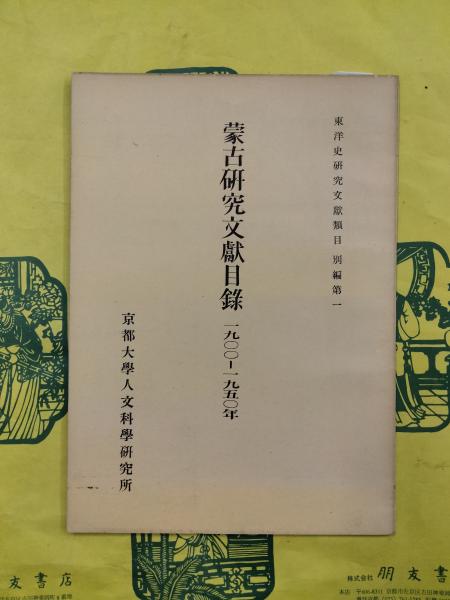 東洋史研究文獻類目 別編第一
蒙古研究文獻目錄 一九〇〇-一九五〇年
京都大學人文科學研究所
友書店
株式会社 朋友書